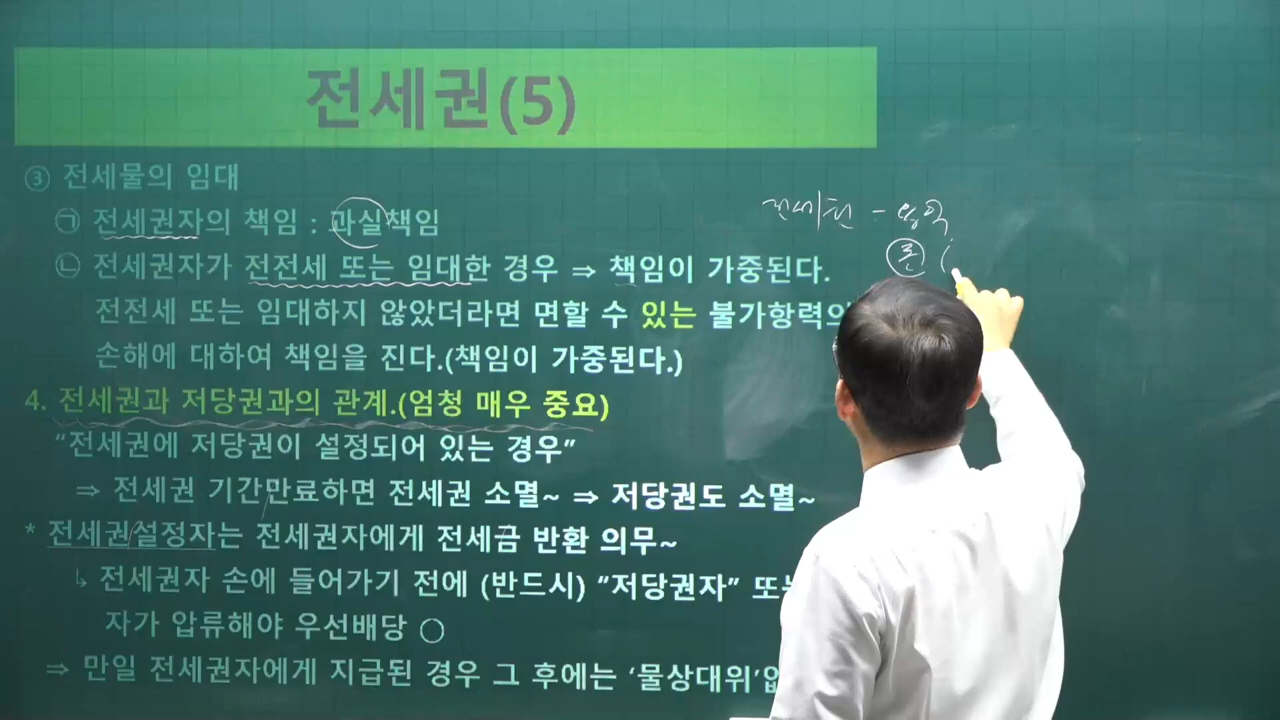 전세권(5)
③ 전세물의 임대
㉠ 전세권자의 책임 : 과실책임
㉡ 전세권자가 전전세 또는 임대한 경우 ⇒ 책임이 가중된다.
전전세 또는 임대하지 않았더라면 면할 수 있는 불가항력의
손해에 대하여 책임을 진다.(책임이 가중된다.)
4. 전세권과 저당권과의 관계.(엄청 매우 중요)
“전세권에 저당권이 설정되어 있는 경우”
⇒ 전세권 기간만료하면 전세권 소멸~ ⇒ 저당권도 소멸~
* 전세권설정자는 전세권자에게 전세금 반환 의무~
↳ 전세권자 손에 들어가기 전에 (반드시) “저당권자” 또는
자가 압류해야 우선배당 ○
⇒ 만일 전세권자에게 지급된 경우 그 후에는 ‘물상대위’없
전세권 -